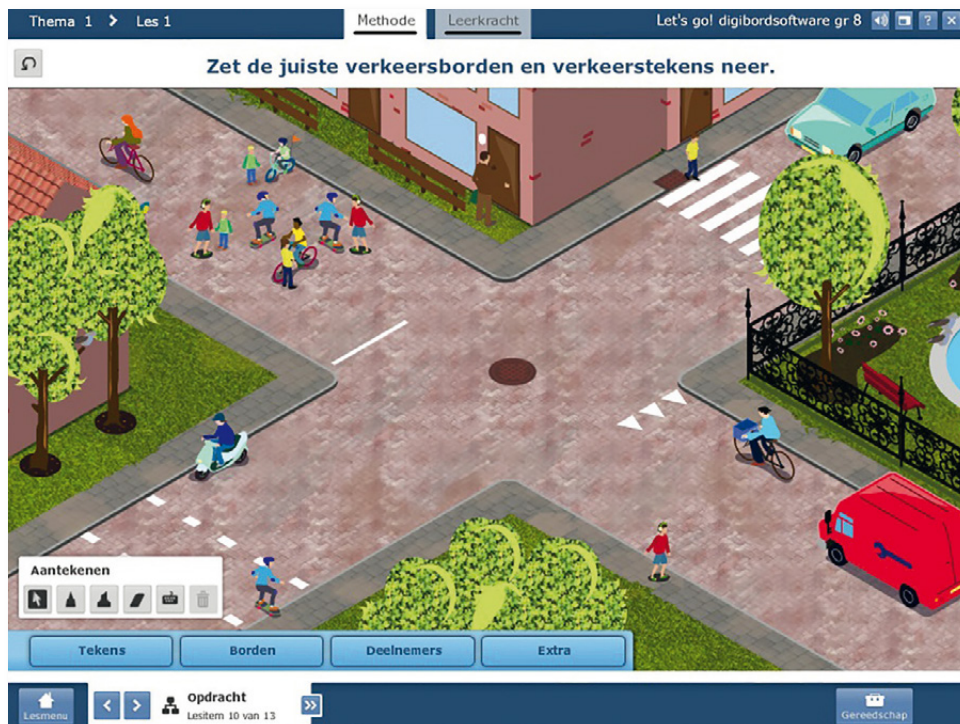 Thema 1 > Les 1
Methode
Leerkracht
Let's go! digibordsoftware gr 8
?
Zet de juiste verkeersborden en verkeerstekens neer.
Aantekenen
Tekens
Borden
Deelnemers
Extra
Lesmenu
Opdracht
Lesitem 10 van 13
Gereedschap